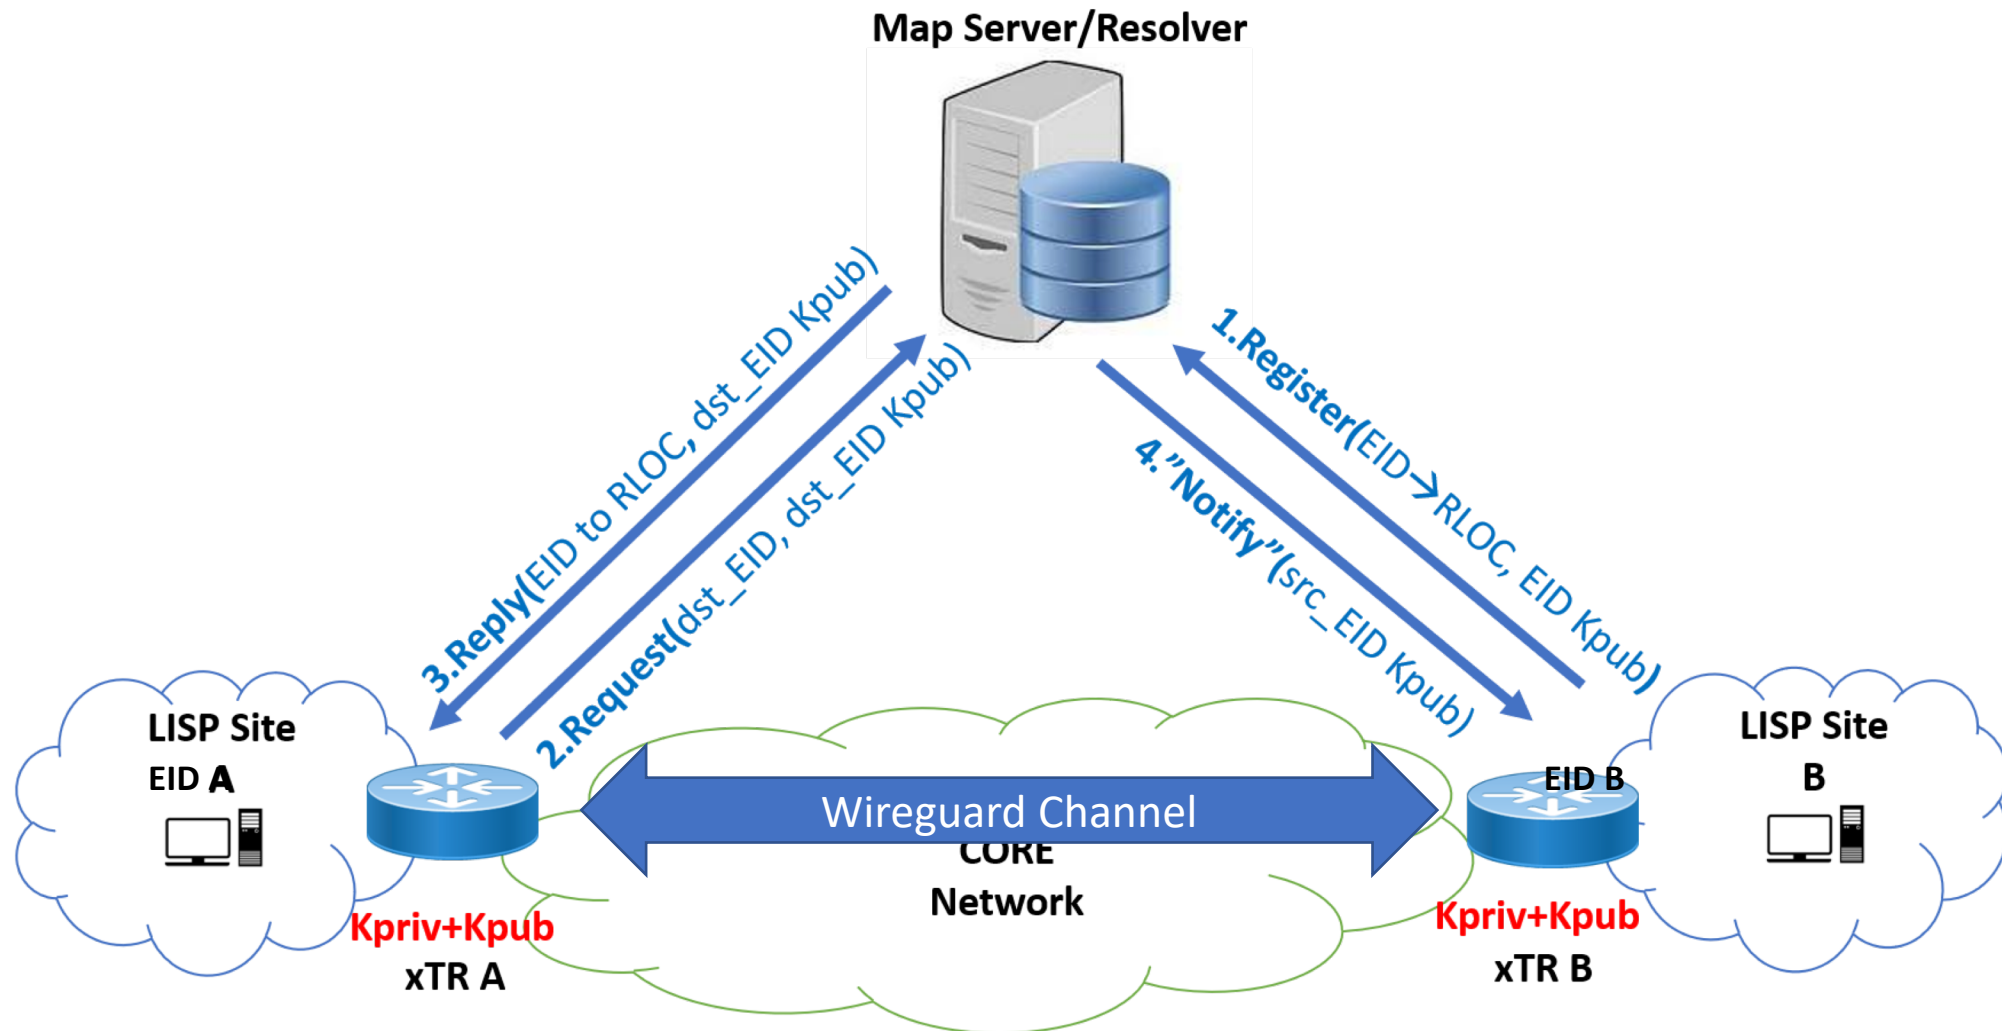 Map Server/Resolver
3.Reply(EID to RLOC, dst_EID Kpub)
2.Request(dst_EID, dst_EID Kpub)
1.Register(EID→RLOC, EID Kpub)
4.”Notify”(src_EID Kpub)
LISP Site
EID A
LISP Site
B
EID B
Wireguard Channel
CORE
Network
Kpriv+Kpub
xTR A
Kpriv+Kpub
xTR B